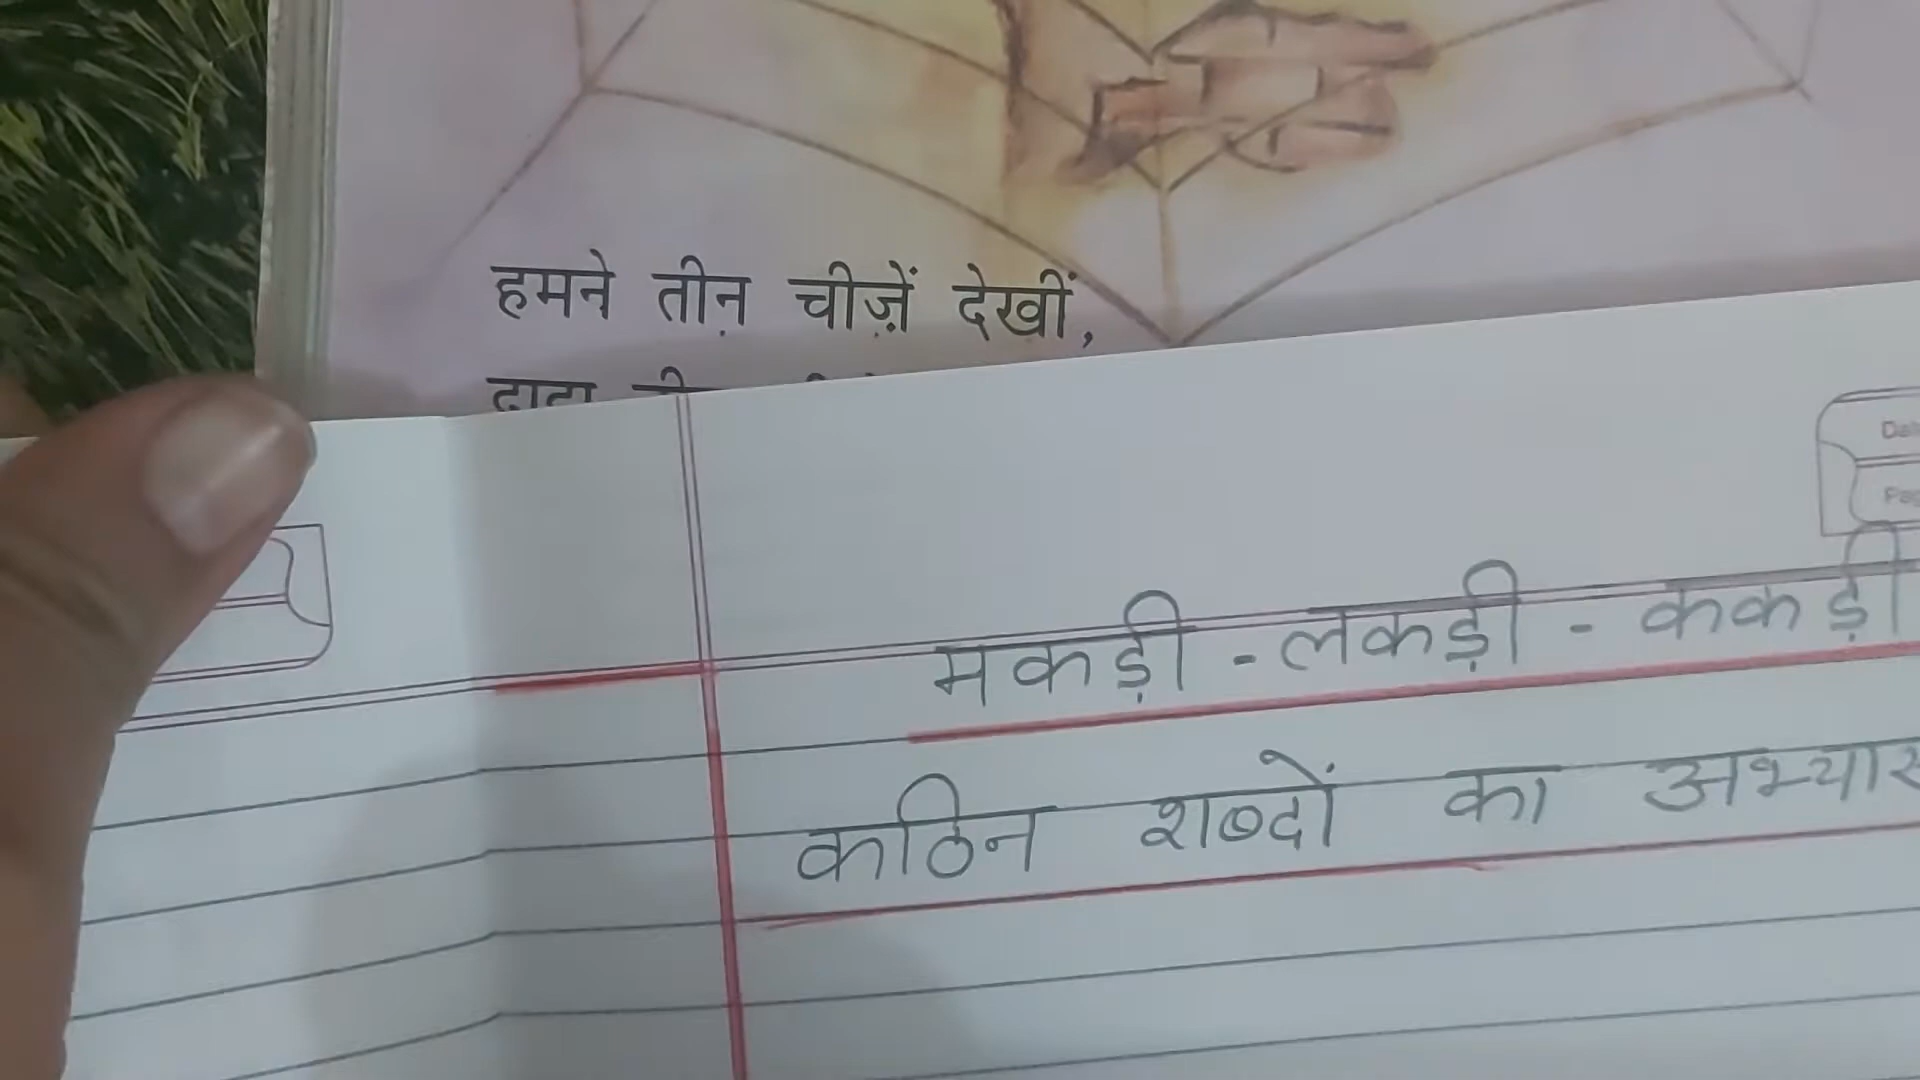 हमने तीन चीज़ें देखीं,
दादा
मकड़ी - लकड़ी - ककड़ी
कठिन शब्दों का अभ्यास